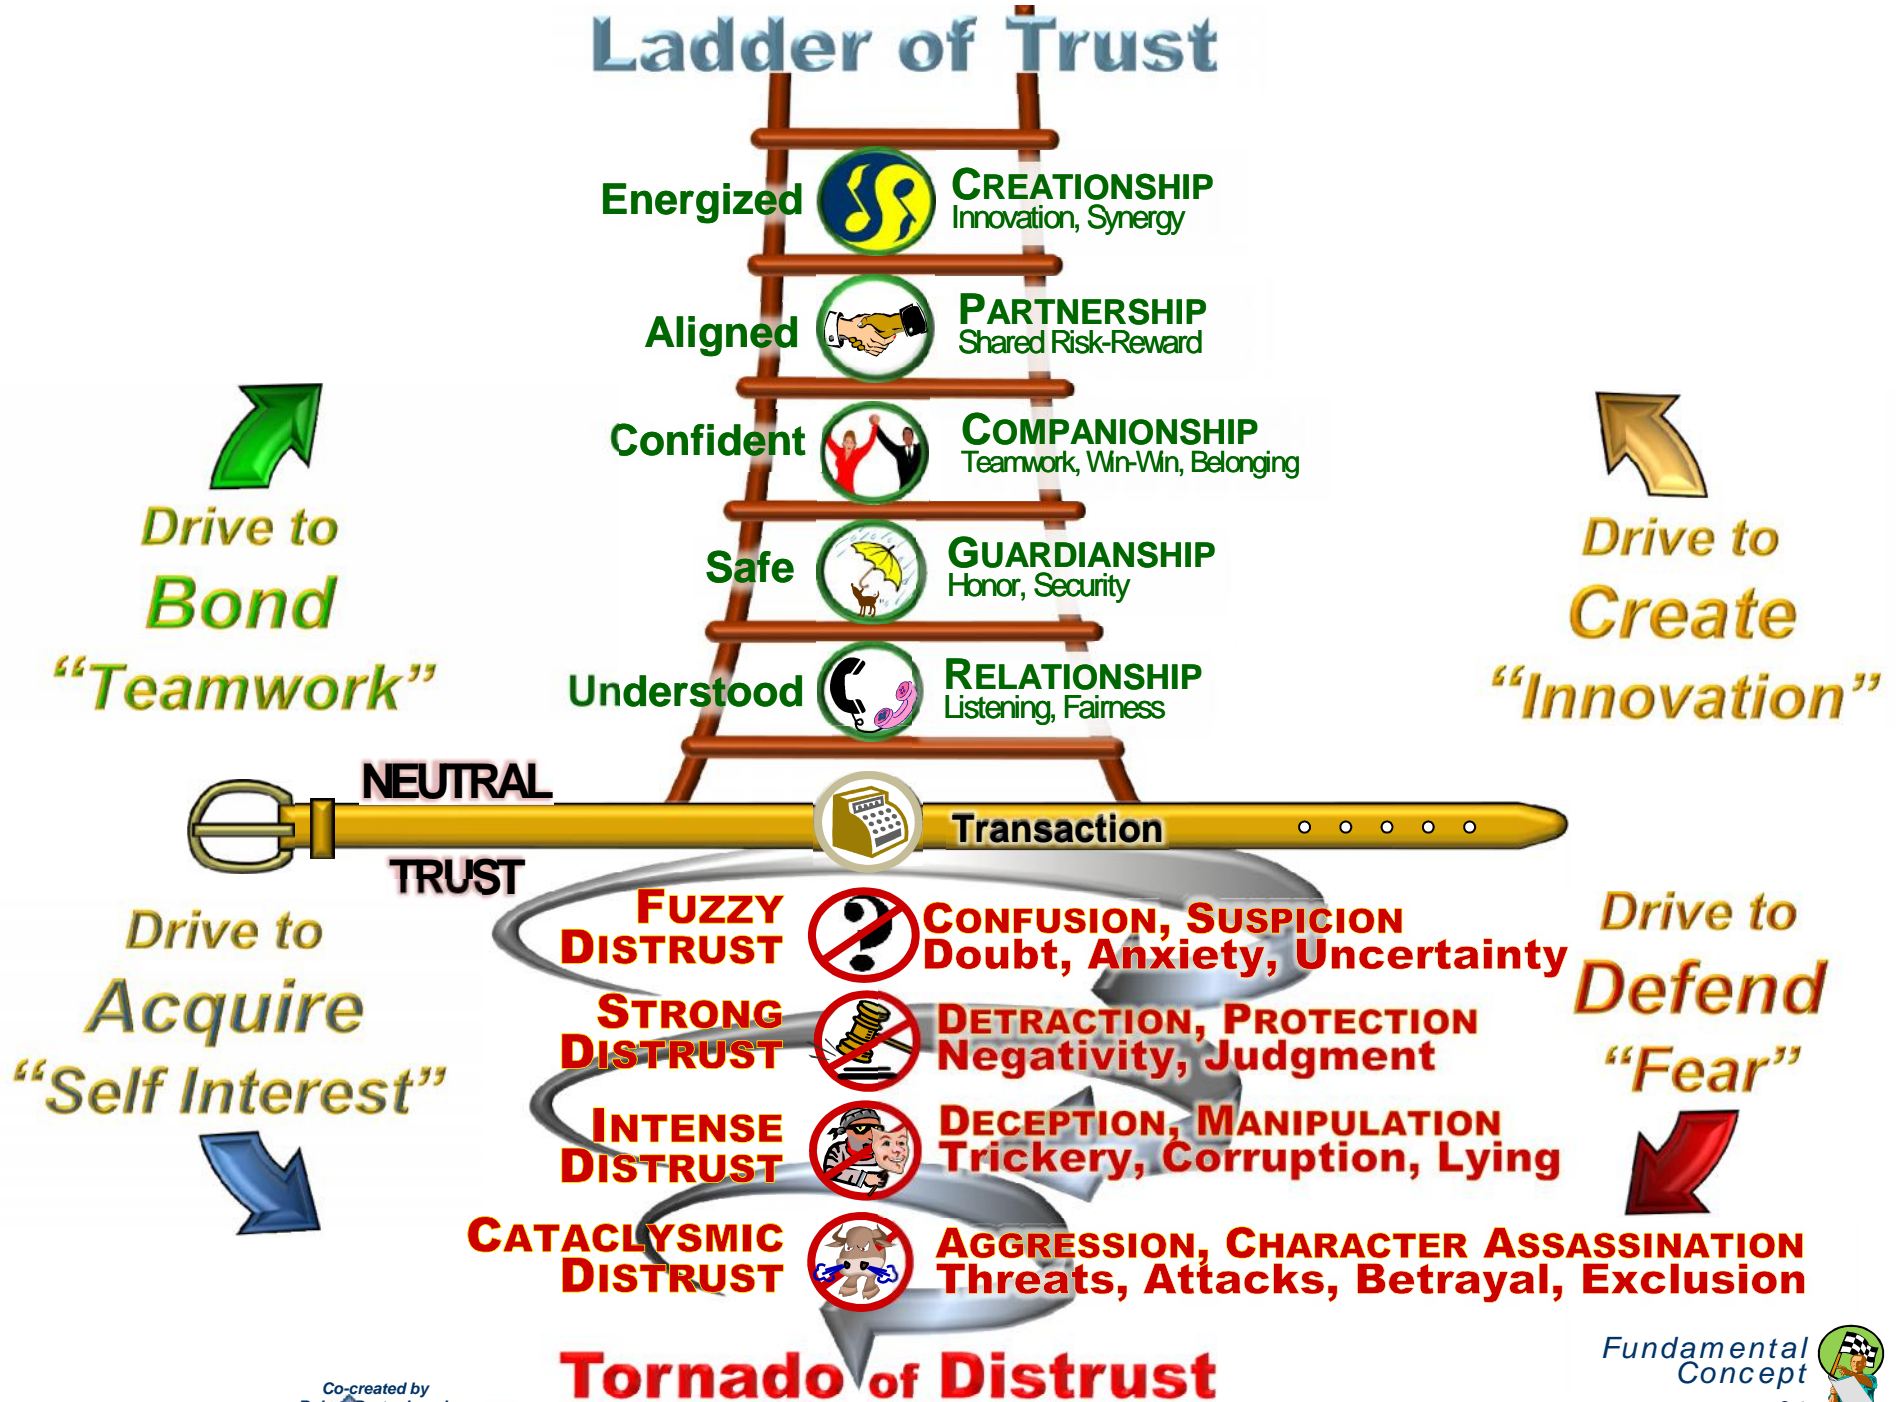 Ladder of Trust
Energized
CREATIONSHIP
Innovation, Synergy
Aligned
PARTNERSHIP
Shared Risk-Reward
Confident
COMPANIONSHIP
Teamwork, Win-Win, Belonging
Safe
GUARDIANSHIP
Honor, Security
Understood
RELATIONSHIP
Listening, Fairness
Drive to
Bond
“Teamwork”
Drive to
Create
“Innovation”
NEUTRAL
TRUST
Transaction
Drive to
Acquire
“Self Interest”
Drive to
Defend
“Fear”
FUZZY
DISTRUST
CONFUSION, SUSPICION
Doubt, Anxiety, Uncertainty
STRONG
DISTRUST
DETRACTION, PROTECTION
Negativity, Judgment
INTENSE
DISTRUST
DECEPTION, MANIPULATION
Trickery, Corruption, Lying
CATACLYSMIC
DISTRUST
AGGRESSION, CHARACTER ASSASSINATION
Threats, Attacks, Betrayal, Exclusion
Tornado of Distrust
Co-created by
Fundamental
Concept